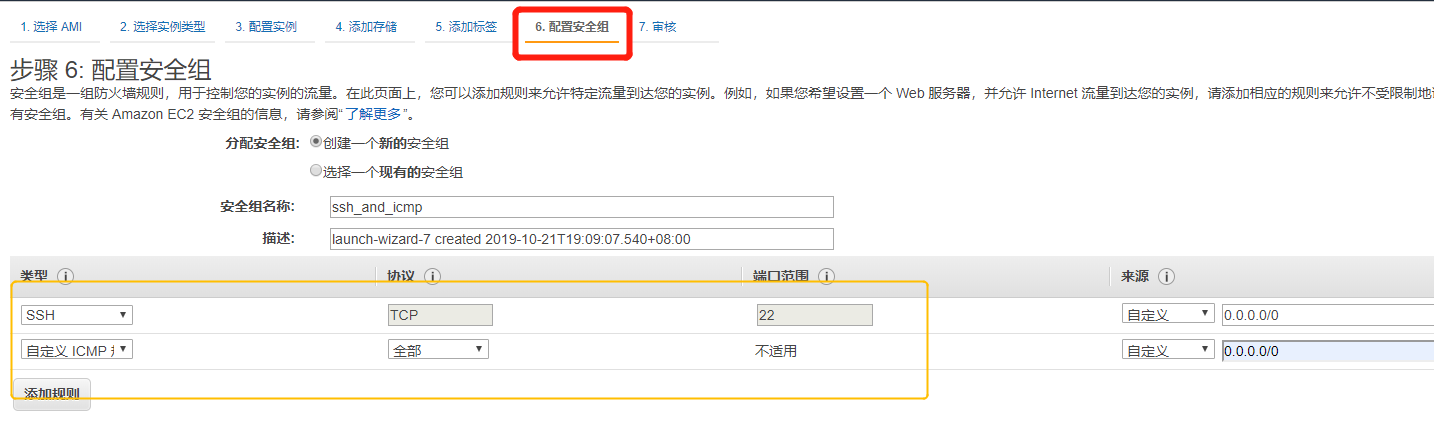 1. 选择 AMI 2. 选择实例类型 3. 配置实例 4. 添加存储 5. 添加标签 6. 配置安全组 7. 审核
步骤 6: 配置安全组
安全组是一组防火墙规则，用于控制您的实例的流量。在此页面上，您可以添加规则来允许特定流量到达您的实例。例如，如果您希望设置一个 Web 服务器，并允许 Internet 流量到达您的实例，请添加相应的规则来允许不受限制地
有安全组。有关 Amazon EC2 安全组的信息，请参阅“了解更多”。
分配安全组: 创建一个新的安全组
选择一个现有的安全组
安全组名称: ssh_and_icmp
描述: launch-wizard-7 created 2019-10-21T19:09:07.540+08:00
类型 i 协议 i 端口范围 i 来源 i
SSH TCP 22 自定义 0.0.0.0/0
自定义 ICMP 全部 不适用 自定义 0.0.0.0/0
添加规则